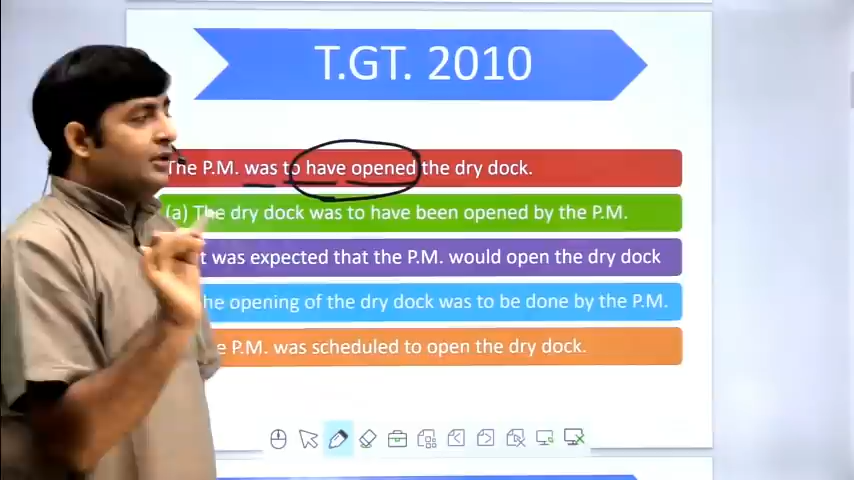 T.GT. 2010
The P.M. was to have opened the dry dock.
(a) The dry dock was to have been opened by the P.M.
t was expected that the P.M. would open the dry dock
he opening of the dry dock was to be done by the P.M.
e P.M. was scheduled to open the dry dock.